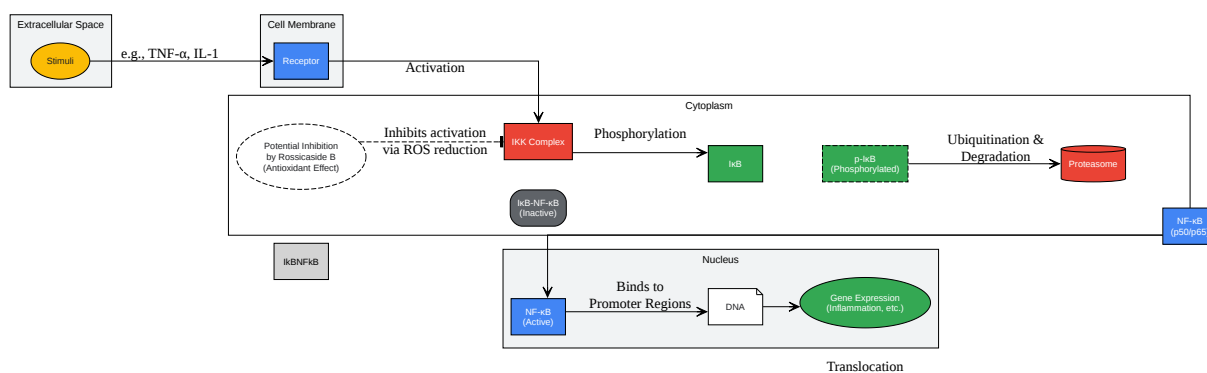 Extracellular Space
Stimuli
e.g., TNF-α, IL-1
Cell Membrane
Receptor
Activation
Cytoplasm
Potential Inhibition
by Rossicaside B
(Antioxidant Effect)
Inhibits activation
via ROS reduction
IKK Complex
Phosphorylation
IκB
p-IκB
(Phosphorylated)
Ubiquitination &
Degradation
Proteasome
IκB-NF-κB
(Inactive)
NF-κB
(p50/p65
IkBNFkB
Nucleus
NF-κB
(Active)
Binds to
Promoter Regions
DNA
Gene Expression
(Inflammation, etc.)
Translocation